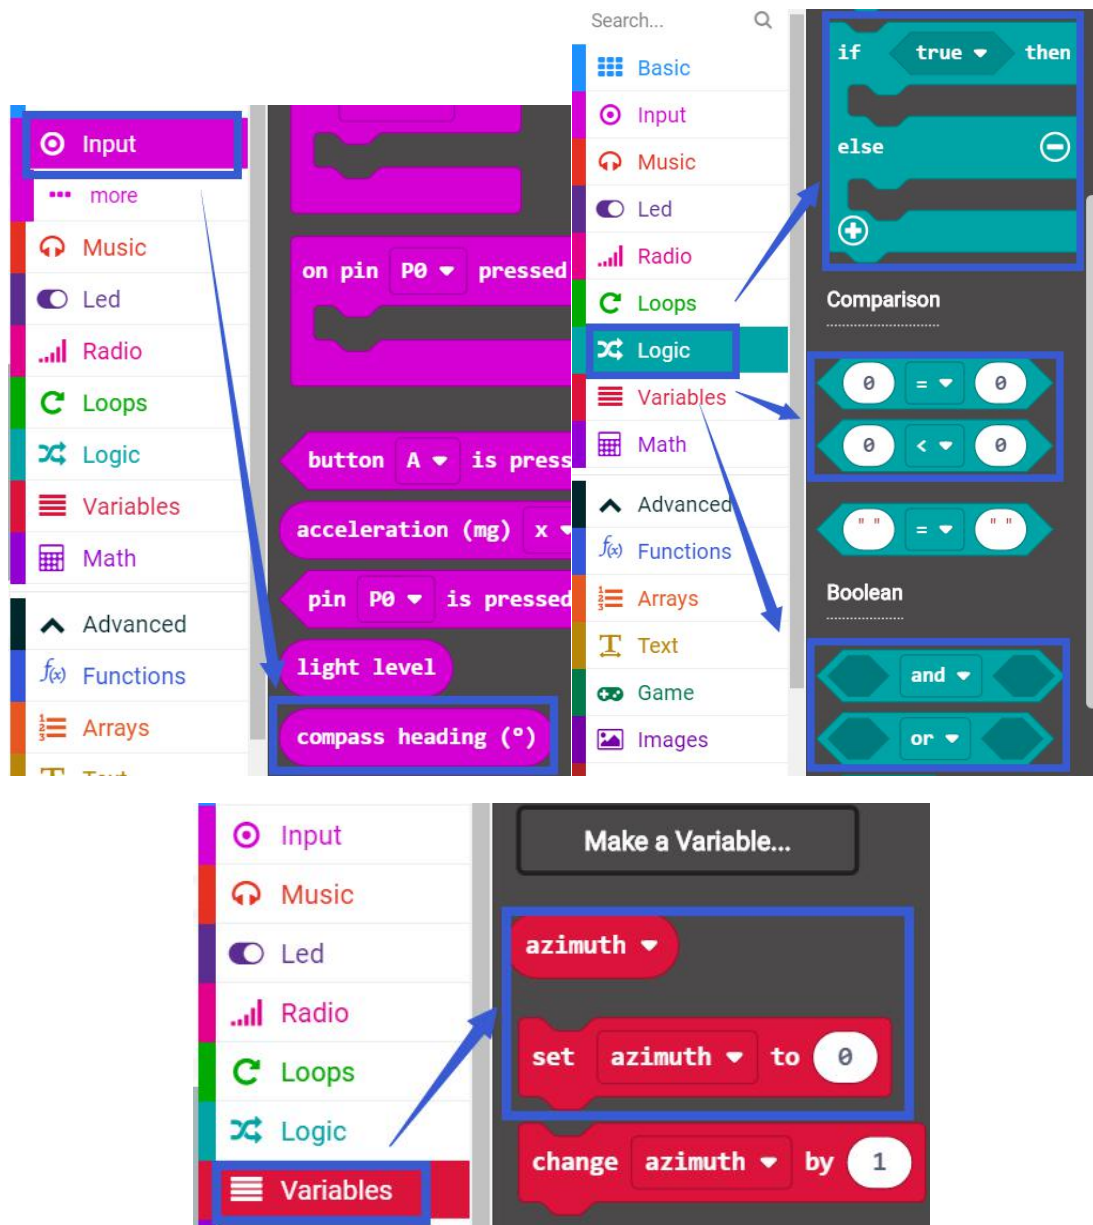 Input
more
Music
Led
Radio
Loops
Logic
Variables
Math
Advanced
f(x) Functions
Arrays
on pin P0 pressed
button A is press
acceleration (mg) x
pin P0 is pressed
light level
compass heading (°)
Search...
Basic
Input
Music
Led
Radio
Loops
Logic
Variables
Math
Advanced
f(x) Functions
Arrays
Text
Game
Images
if true then
else
Comparison
0 = 0
0 < 0
" " = " "
Boolean
and
or
Input
Music
Led
Radio
Loops
Logic
Variables
Make a Variable...
azimuth
set azimuth to 0
change azimuth by 1